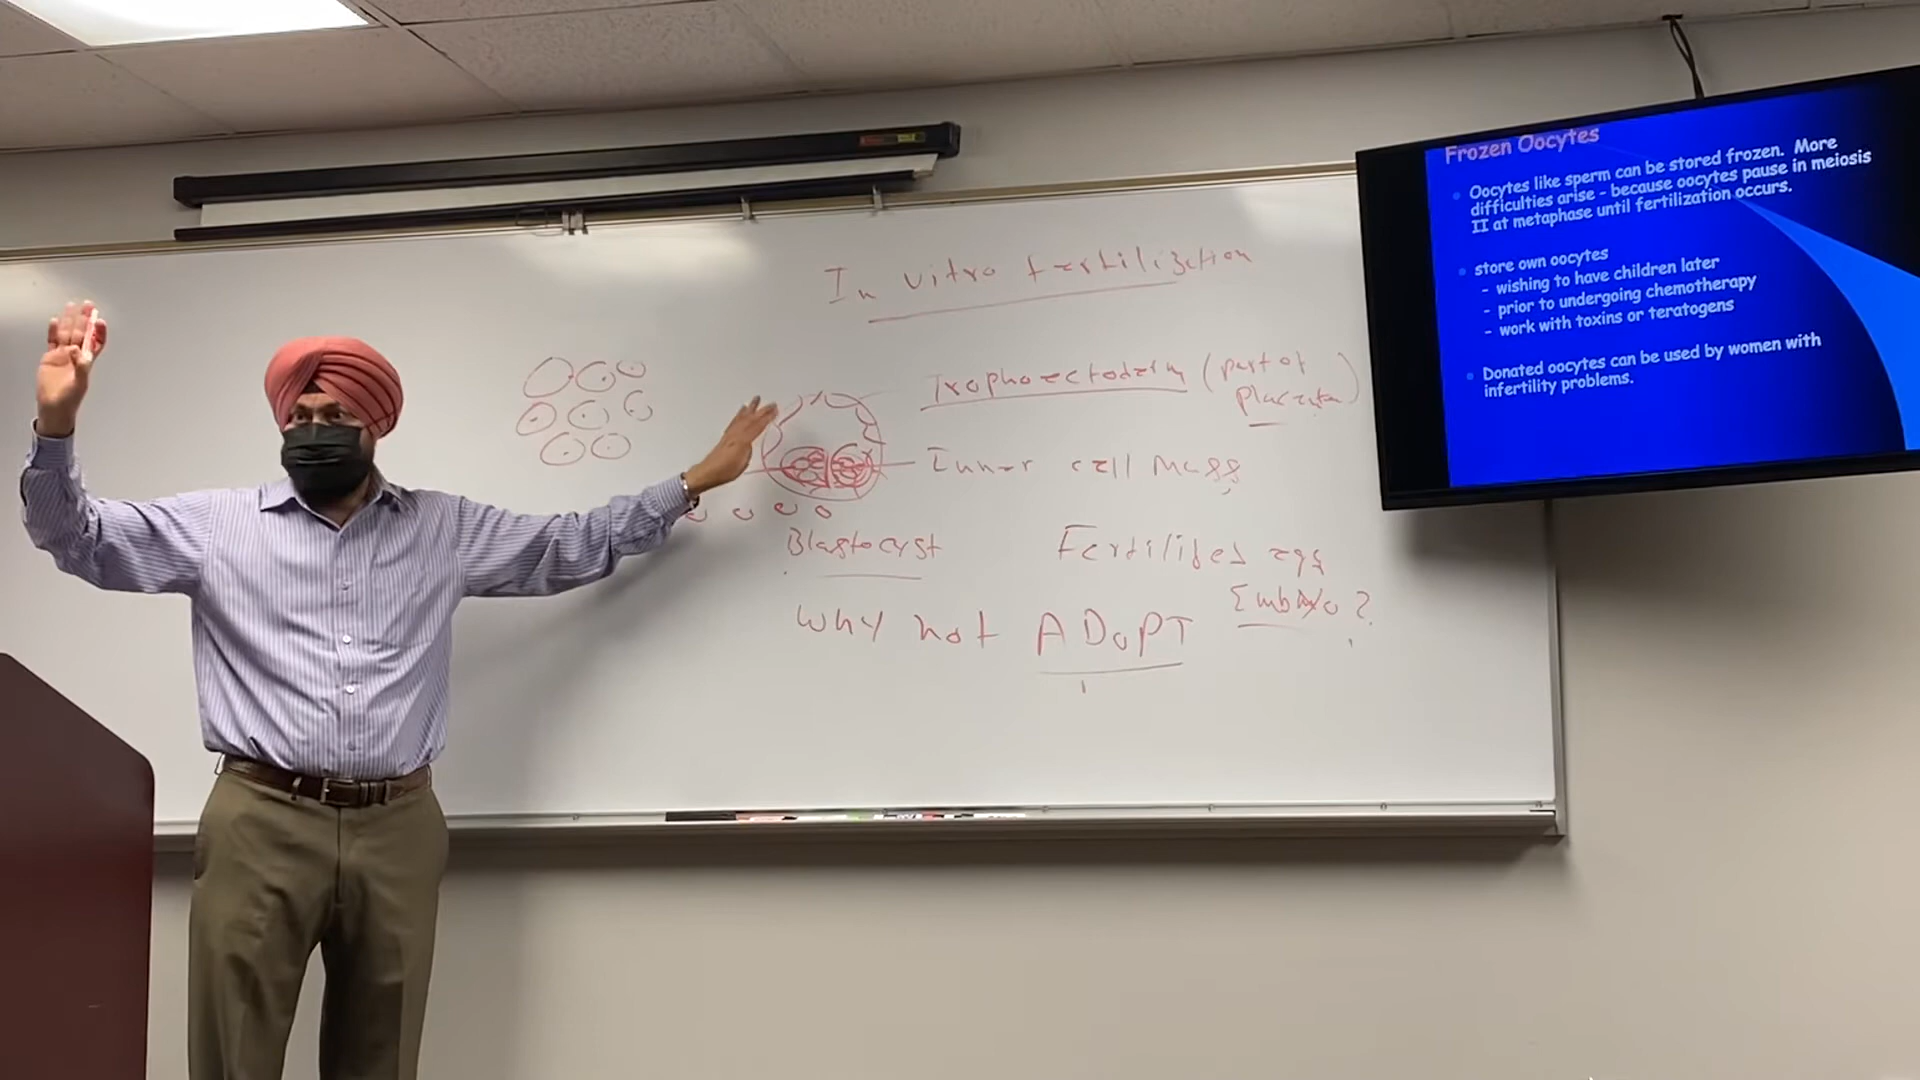 In vitro fertilization
Trophoectoderm (part of
placenta)
Inner cell mass
Blastocyst
Fertilized egg
Embryo?
Why not ADOPT
Frozen Oocytes
Oocytes like sperm can be stored frozen. More
difficulties arise - because oocytes pause in meiosis
II at metaphase until fertilization occurs.
store own oocytes
- wishing to have children later
- prior to undergoing chemotherapy
- work with toxins or teratogens
Donated oocytes can be used by women with
infertility problems.